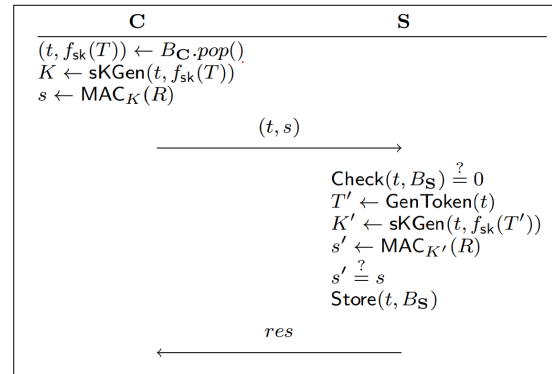 C S
(t, f_sk(T)) ← B_C.pop()
K ← sKGen(t, f_sk(T))
s ← MAC_K(R)
(t, s)
Check(t, B_S) ≟ 0
T′ ← GenToken(t)
K′ ← sKGen(t, f_sk(T′))
s′ ← MAC_K′(R)
s′ ≟ s
Store(t, B_S)
res